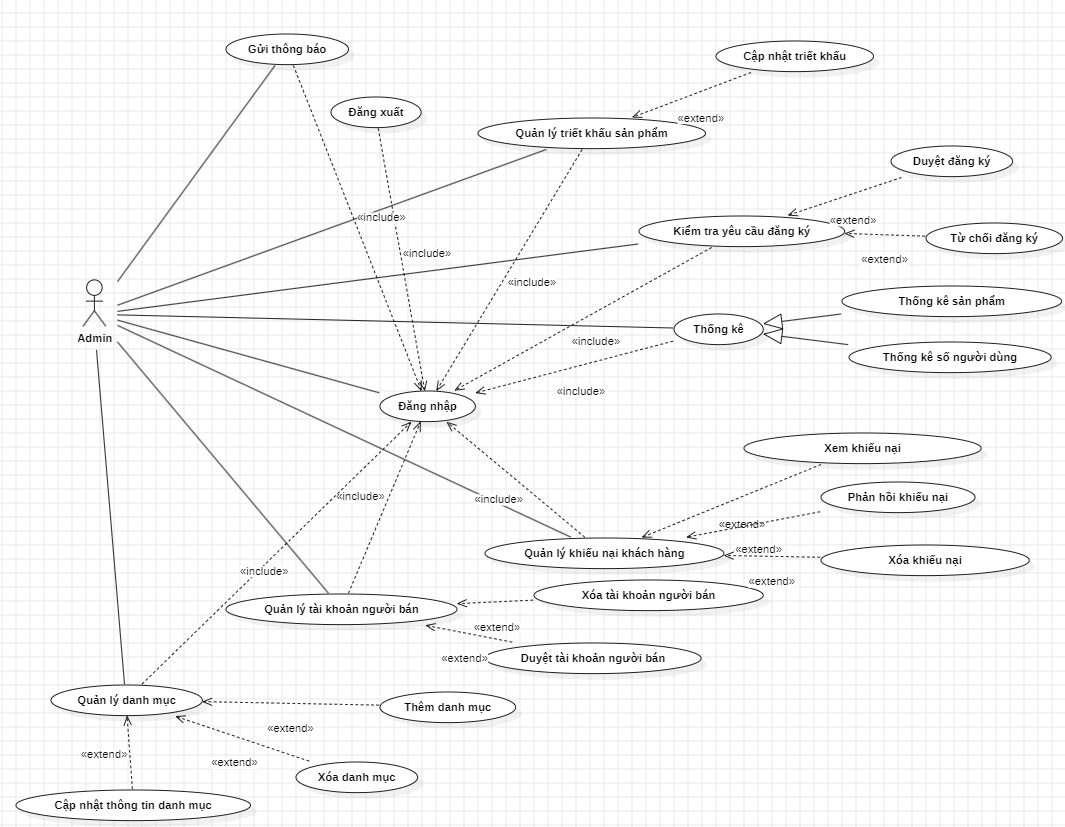 Gửi thông báo
Cập nhật triết khấu
Đăng xuất
«extend»
Quản lý triết khấu sản phẩm
Duyệt đăng ký
«include»
«extend»
Kiểm tra yêu cầu đăng ký
Từ chối đăng ký
«include»
«extend»
«include»
Thống kê sản phẩm
Thống kê
Admin
«include»
Thống kê số người dùng
«include»
Đăng nhập
Xem khiếu nại
«include»
«include»
Phản hồi khiếu nại
«extend»
Quản lý khiếu nại khách hàng
«extend»
Xóa khiếu nại
«include»
«extend»
Xóa tài khoản người bán
Quản lý tài khoản người bán
«extend»
«extend»
Duyệt tài khoản người bán
Quản lý danh mục
Thêm danh mục
«extend»
«extend»
«extend»
Xóa danh mục
Cập nhật thông tin danh mục